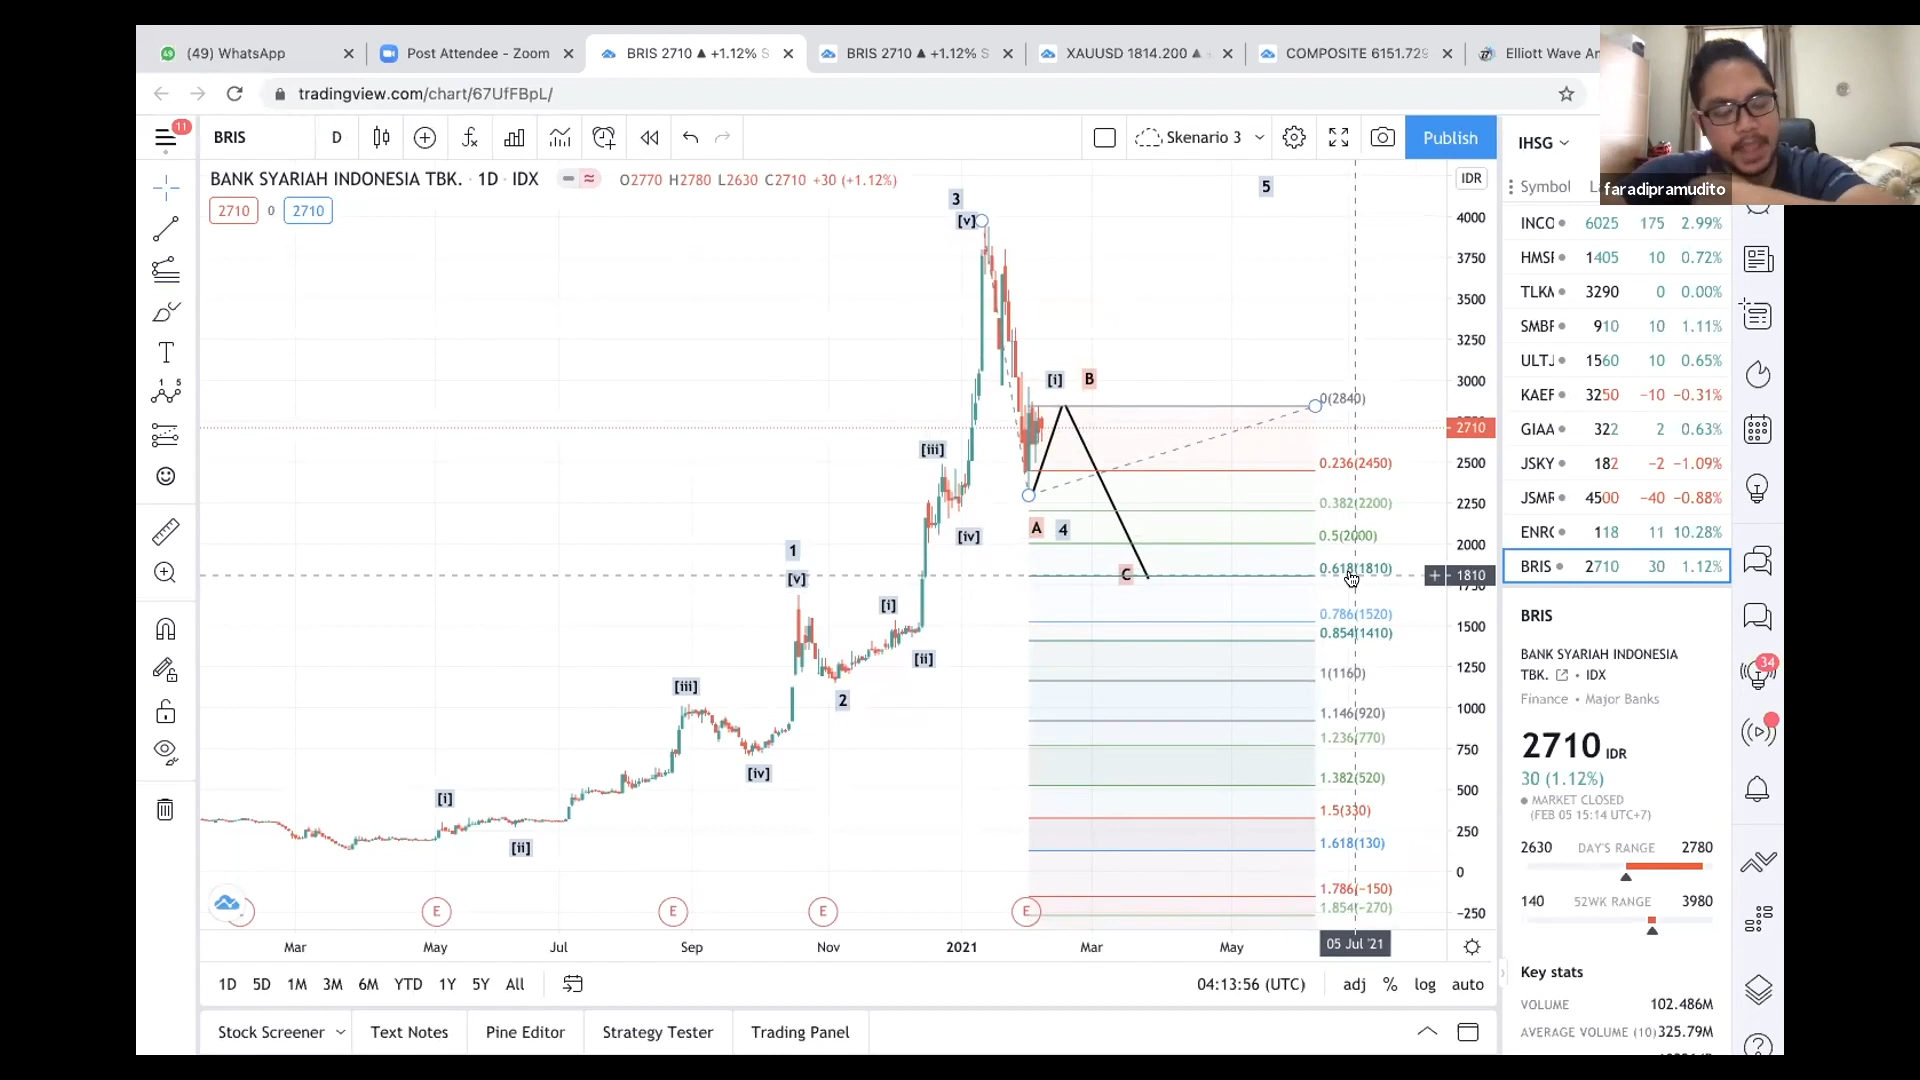 (49) WhatsApp
Post Attendee - Zoom
BRIS 2710 ▲ +1.12% S
BRIS 2710 ▲ +1.12% S
XAUUSD 1814.200 ▲
COMPOSITE 6151.729
Elliott Wave An
tradingview.com/chart/67UfFBpL/
faradipramudito
11
BRIS
D
Skenario 3
Publish
IHSG
BANK SYARIAH INDONESIA TBK. · 1D · IDX
O2770 H2780 L2630 C2710 +30 (+1.12%)
2710 0 2710
IDR
Symbol
3
[v]
5
[i]
B
[iii]
A
4
[iv]
1
[v]
C
[i]
[ii]
2
[iii]
[iv]
[i]
[ii]
0(2840)
0.236(2450)
0.382(2200)
0.5(2000)
0.618(1810)
0.786(1520)
0.854(1410)
1(1160)
1.146(920)
1.236(770)
1.382(520)
1.5(330)
1.618(130)
1.786(−150)
1.854(−270)
4000
3750
3500
3250
3000
2710
2500
2250
2000
1810
1750
1500
1250
1000
750
500
250
0
−250
E
E
E
E
Mar
May
Jul
Sep
Nov
2021
Mar
May
05 Jul '21
1D 5D 1M 3M 6M YTD 1Y 5Y All
04:13:56 (UTC)
adj % log auto
Stock Screener
Text Notes
Pine Editor
Strategy Tester
Trading Panel
INCO 6025 175 2.99%
HMSP 1405 10 0.72%
TLKM 3290 0 0.00%
SMBR 910 10 1.11%
ULTJ 1560 10 0.65%
KAEF 3250 −10 −0.31%
GIAA 322 2 0.63%
JSKY 182 −2 −1.09%
JSMR 4500 −40 −0.88%
ENRG 118 11 10.28%
BRIS 2710 30 1.12%
BRIS
BANK SYARIAH INDONESIA
TBK. • IDX
Finance • Major Banks
2710 IDR
30 (1.12%)
MARKET CLOSED
(FEB 05 15:14 UTC+7)
2630 DAY'S RANGE 2780
140 52WK RANGE 3980
Key stats
VOLUME 102.486M
AVERAGE VOLUME (10) 325.79M
34